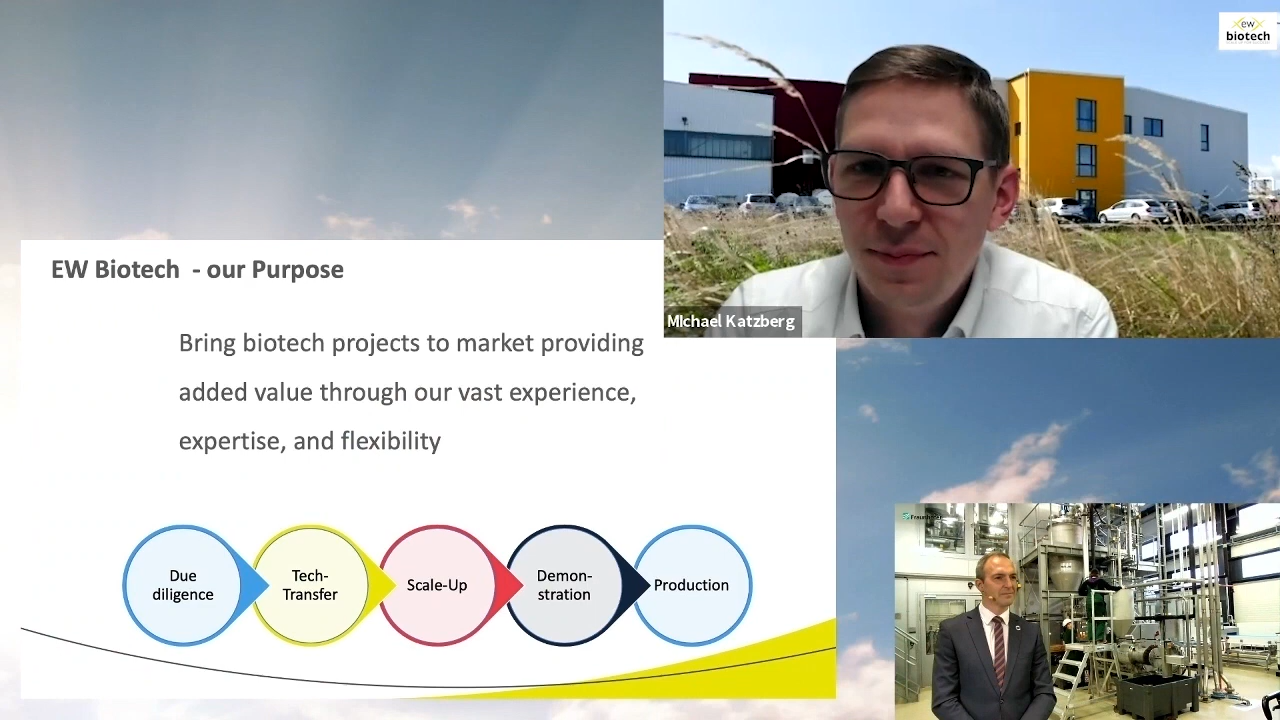 EW Biotech - our Purpose
Bring biotech projects to market providing
added value through our vast experience,
expertise, and flexibility
Due
diligence
Tech-
Transfer
Scale-Up
Demon-
stration
Production
ew
biotech
Michael Katzberg
Fraunhofer